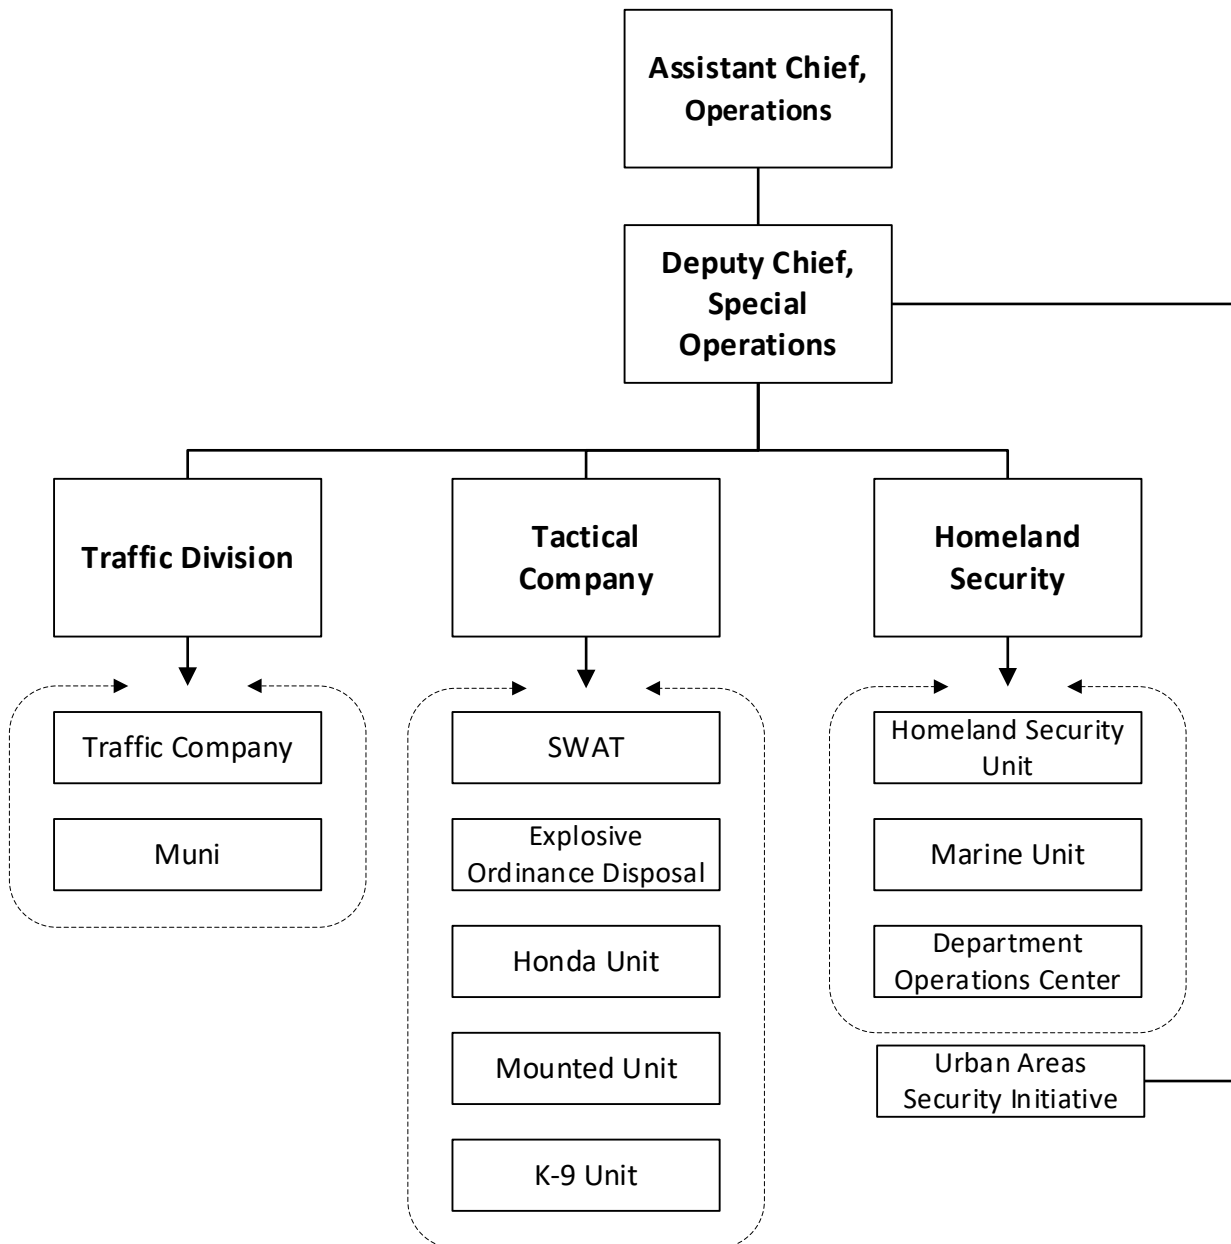 Assistant Chief,
Operations
Deputy Chief,
Special
Operations
Traffic Division
Tactical
Company
Homeland
Security
Traffic Company
Muni
SWAT
Explosive
Ordinance Disposal
Honda Unit
Mounted Unit
K-9 Unit
Homeland Security
Unit
Marine Unit
Department
Operations Center
Urban Areas
Security Initiative